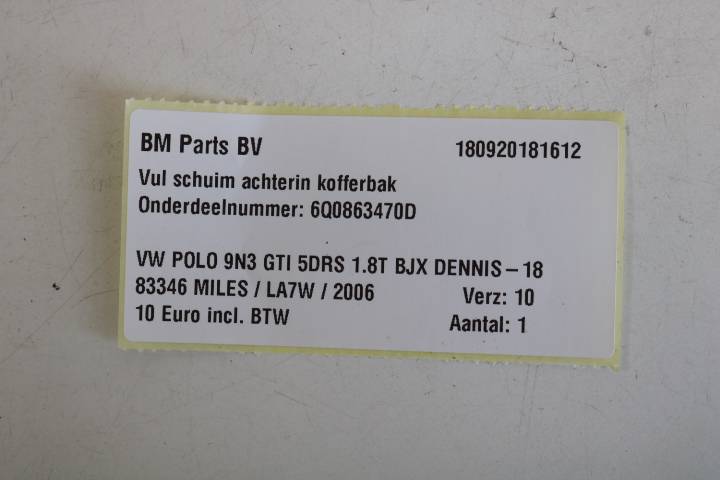 BM Parts BV 180920181612
Vul schuim achterin kofferbak
Onderdeelnummer: 6Q0863470D
VW POLO 9N3 GTI 5DRS 1.8T BJX DENNIS – 18
83346 MILES / LA7W / 2006 Verz: 10
10 Euro incl. BTW Aantal: 1